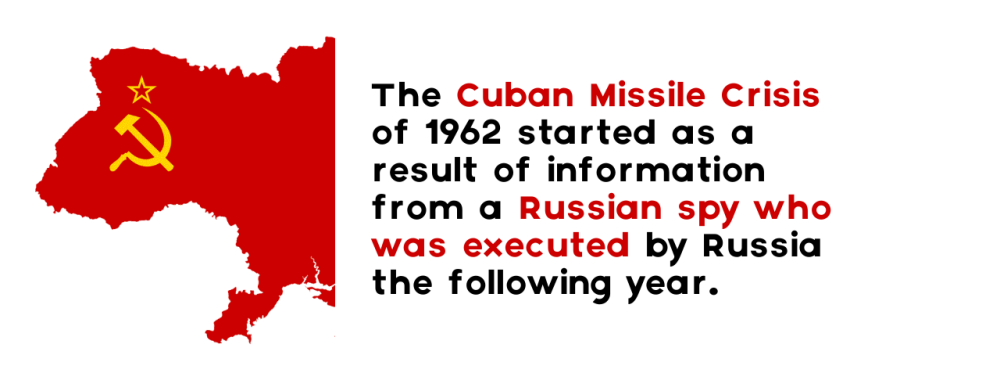 The Cuban Missile Crisis
of 1962 started as a
result of information
from a Russian spy who
was executed by Russia
the following year.